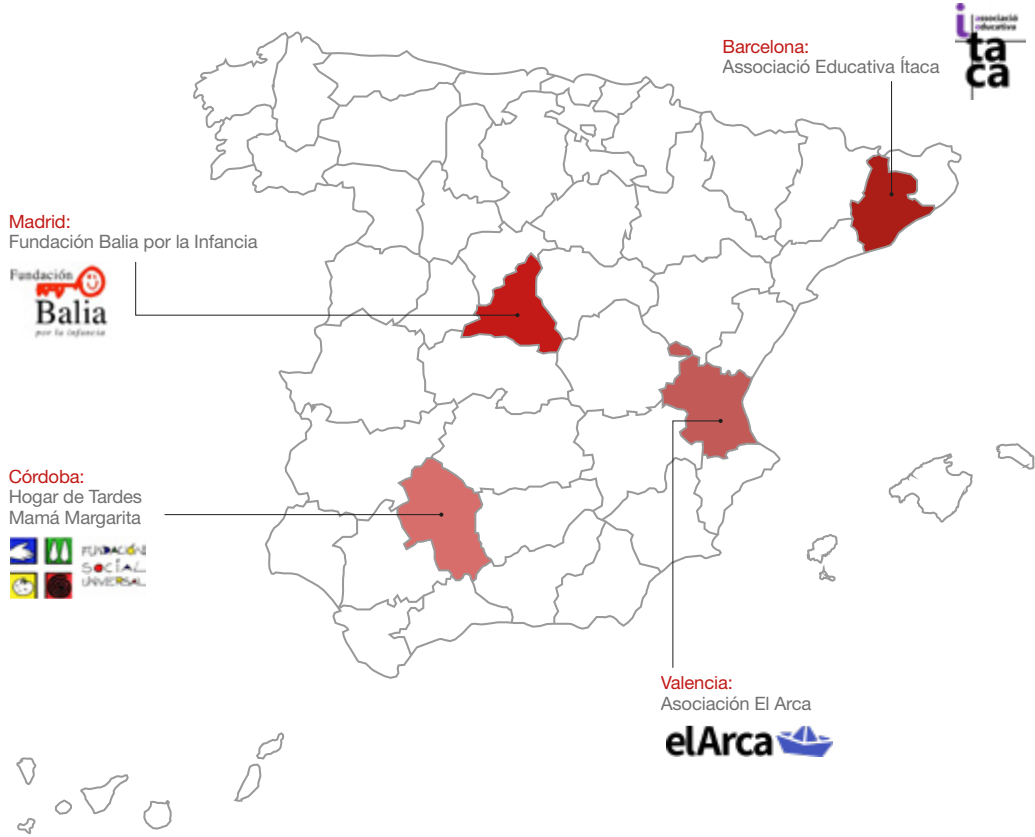 Barcelona:
Associació Educativa Ítaca
associació
educativa
ita
ca
Madrid:
Fundación Balia por la Infancia
Fundación
Balia
por la infancia
Córdoba:
Hogar de Tardes
Mamá Margarita
FUNDACIÓN
SOCIAL
UNIVERSAL
Valencia:
Asociación El Arca
elArca